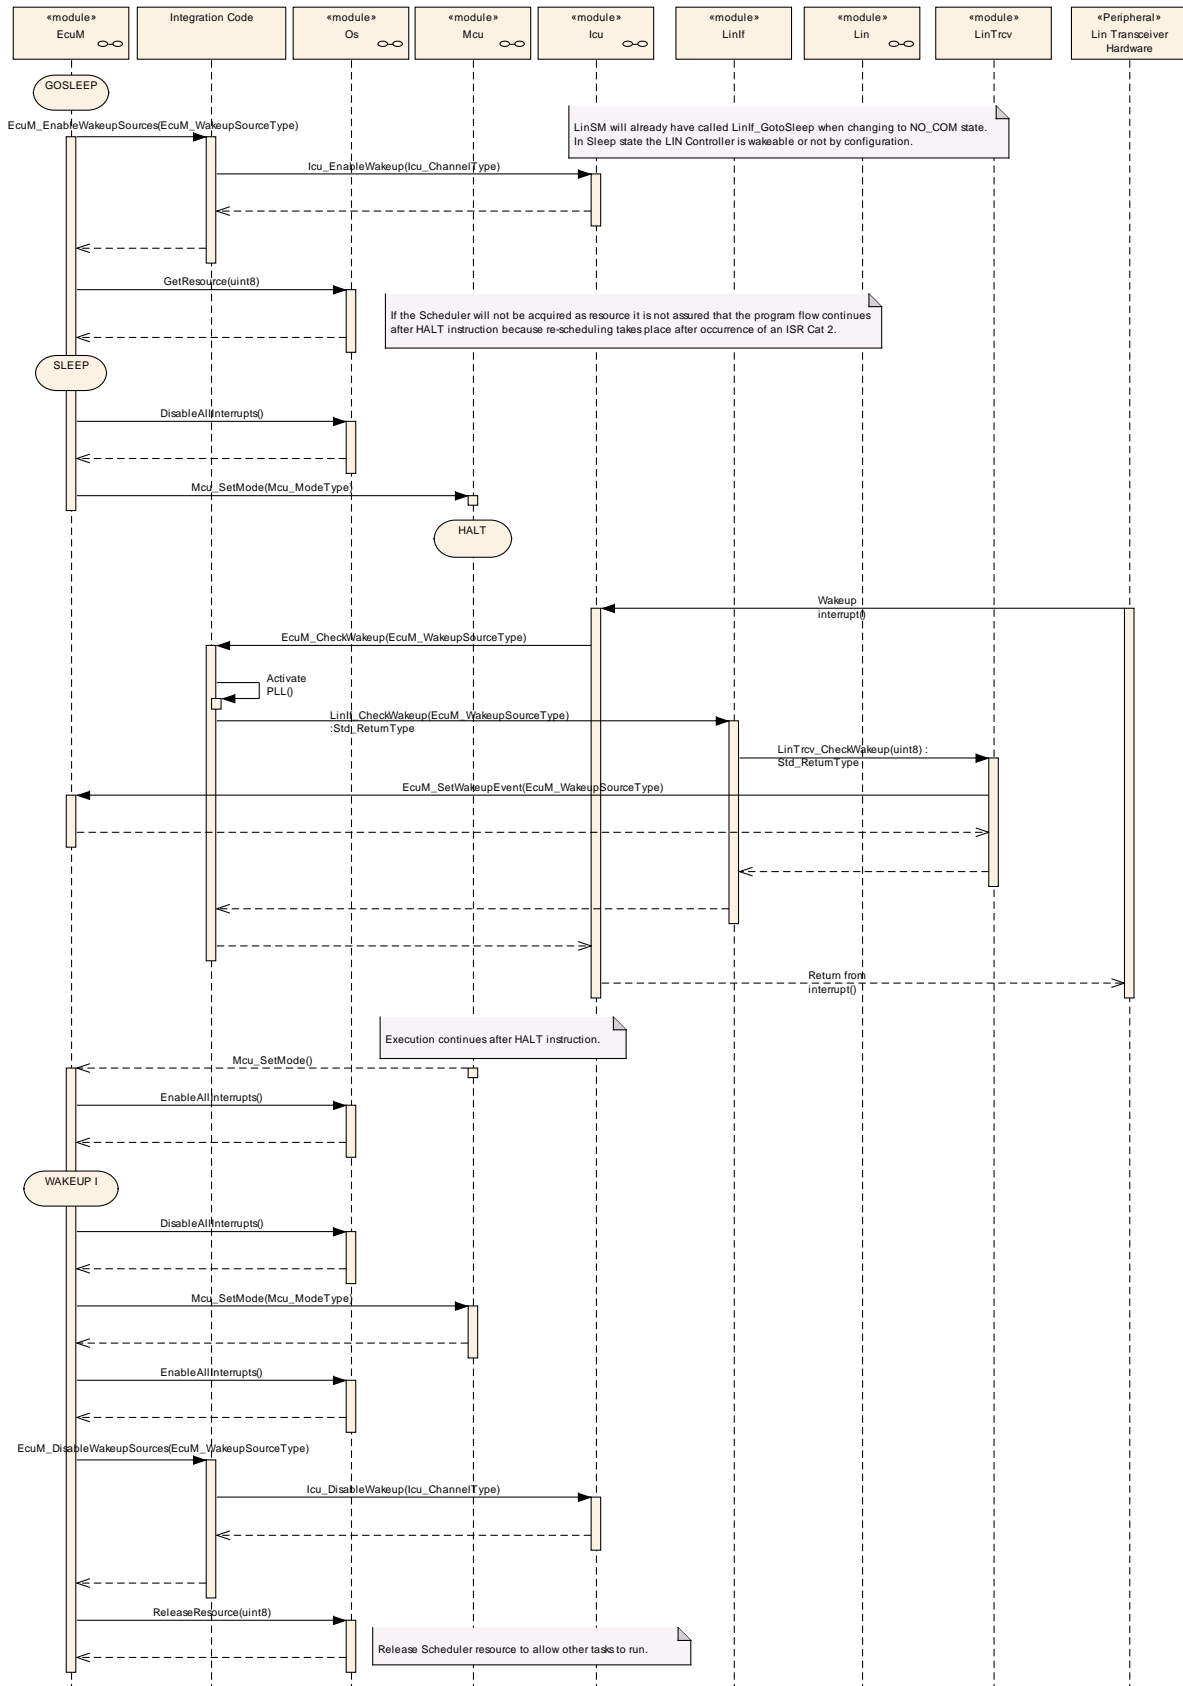 «module»
EcuM
Integration Code
«module»
Os
«module»
Mcu
«module»
Icu
«module»
LinIf
«module»
Lin
«module»
LinTrcv
«Peripheral»
Lin Transceiver
Hardware
GOSLEEP
EcuM_EnableWakeupSources(EcuM_WakeupSourceType)
LinSM will already have called LinIf_GotoSleep when changing to NO_COM state.
In Sleep state the LIN Controller is wakeable or not by configuration.
Icu_EnableWakeup(Icu_ChannelType)
GetResource(uint8)
If the Scheduler will not be acquired as resource it is not assured that the program flow continues
after HALT instruction because re-scheduling takes place after occurrence of an ISR Cat 2.
SLEEP
DisableAllInterrupts()
Mcu_SetMode(Mcu_ModeType)
HALT
Wakeup
interrupt()
EcuM_CheckWakeup(EcuM_WakeupSourceType)
Activate
PLL()
LinIf_CheckWakeup(EcuM_WakeupSourceType)
:Std_ReturnType
LinTrcv_CheckWakeup(uint8) :
Std_ReturnType
EcuM_SetWakeupEvent(EcuM_WakeupSourceType)
Return from
interrupt()
Execution continues after HALT instruction.
Mcu_SetMode()
EnableAllInterrupts()
WAKEUP I
DisableAllInterrupts()
Mcu_SetMode(Mcu_ModeType)
EnableAllInterrupts()
EcuM_DisableWakeupSources(EcuM_WakeupSourceType)
Icu_DisableWakeup(Icu_ChannelType)
ReleaseResource(uint8)
Release Scheduler resource to allow other tasks to run.